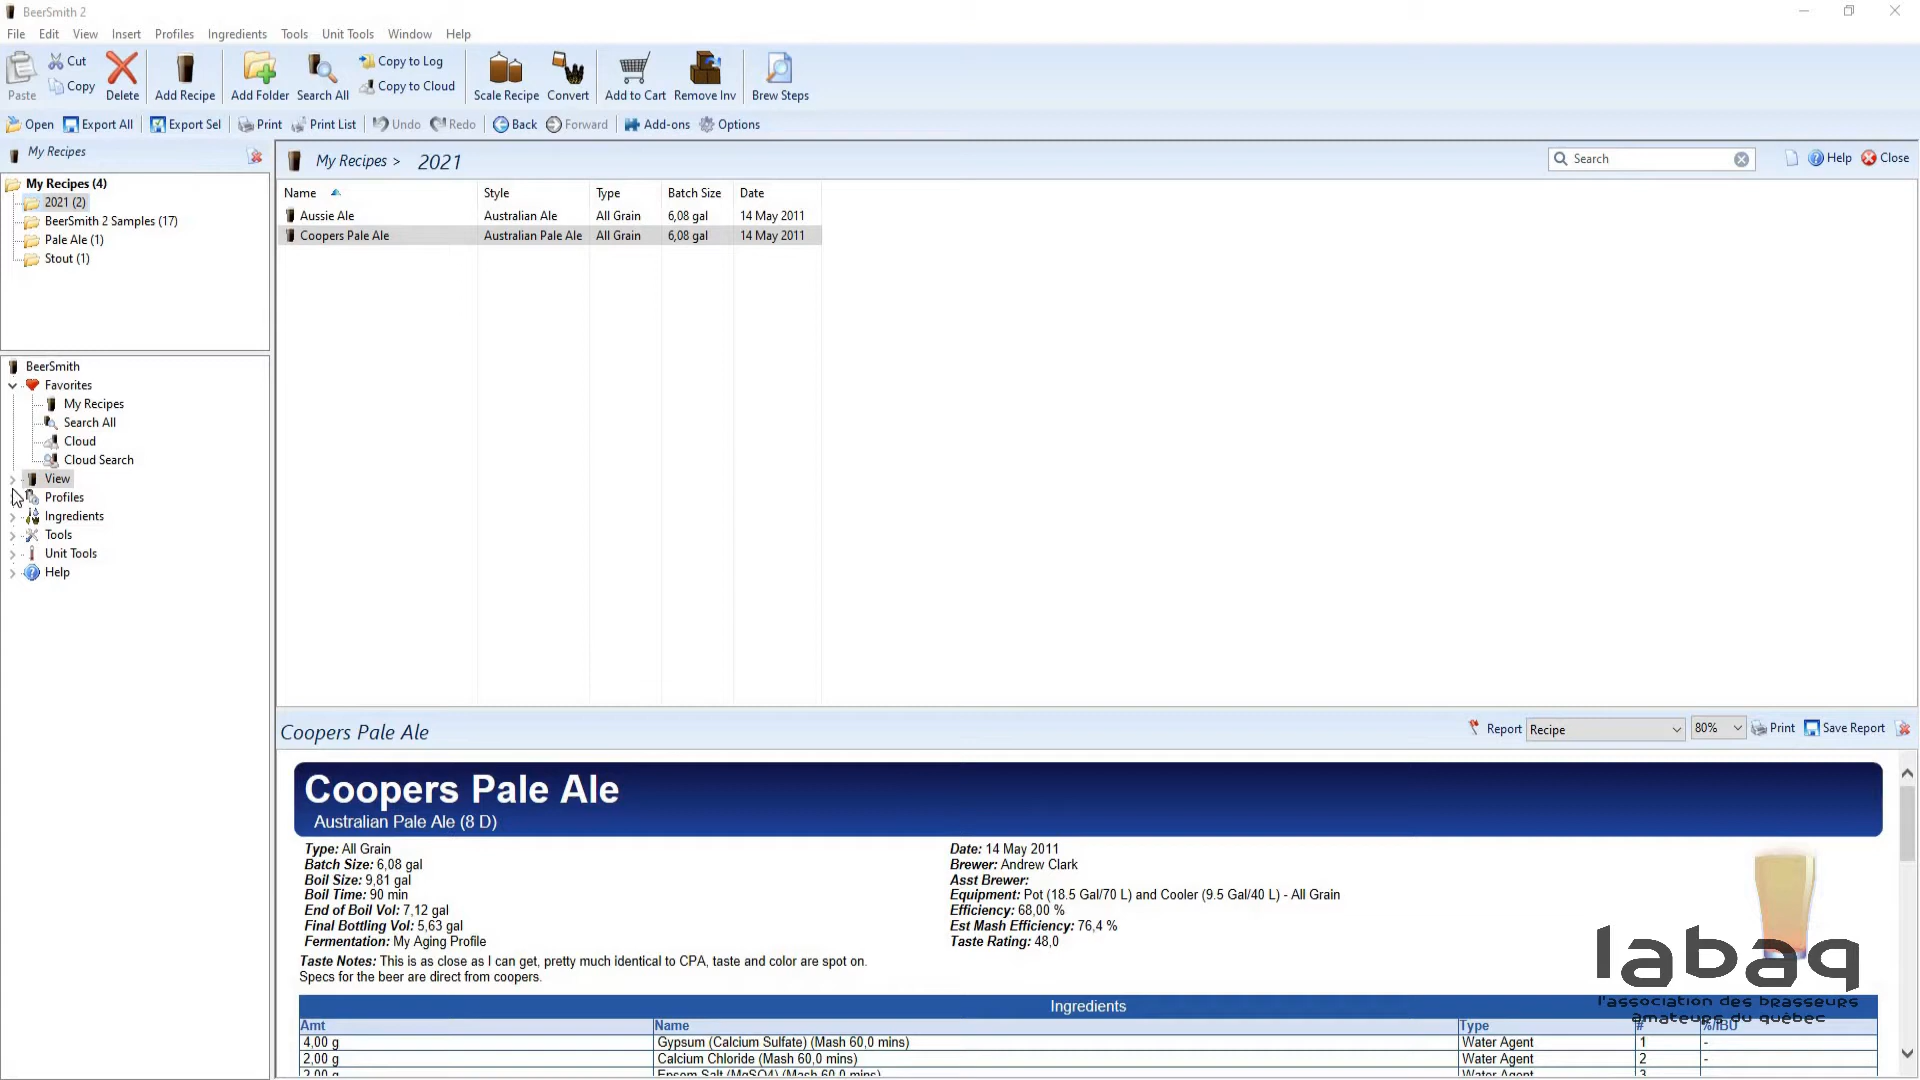 BeerSmith 2
File Edit View Insert Profiles Ingredients Tools Unit Tools Window Help
Paste Cut Copy Delete Add Recipe Add Folder Search All Copy to Log Copy to Cloud Scale Recipe Convert Add to Cart Remove Inv Brew Steps
Open Export All Export Sel Print Print List Undo Redo Back Forward Add-ons Options
My Recipes
My Recipes (4)
2021 (2)
BeerSmith 2 Samples (17)
Pale Ale (1)
Stout (1)
BeerSmith
Favorites
My Recipes
Search All
Cloud
Cloud Search
View
Profiles
Ingredients
Tools
Unit Tools
Help
My Recipes > 2021 Search Help Close
Name Style Type Batch Size Date
Aussie Ale Australian Ale All Grain 6,08 gal 14 May 2011
Coopers Pale Ale Australian Pale Ale All Grain 6,08 gal 14 May 2011
Coopers Pale Ale Report Recipe 80% Print Save Report
Coopers Pale Ale
Australian Pale Ale (8 D)
Type: All Grain
Batch Size: 6,08 gal
Boil Size: 9,81 gal
Boil Time: 90 min
End of Boil Vol: 7,12 gal
Final Bottling Vol: 5,63 gal
Fermentation: My Aging Profile
Date: 14 May 2011
Brewer: Andrew Clark
Asst Brewer:
Equipment: Pot (18.5 Gal/70 L) and Cooler (9.5 Gal/40 L) - All Grain
Efficiency: 68,00 %
Est Mash Efficiency: 76,4 %
Taste Rating: 48,0
Taste Notes: This is as close as I can get, pretty much identical to CPA, taste and color are spot on.
Specs for the beer are direct from coopers.
labaq
l'association des brasseurs
amateurs du québec
Ingredients
Amt Name Type # %/IBU
4,00 g Gypsum (Calcium Sulfate) (Mash 60,0 mins) Water Agent 1 -
2,00 g Calcium Chloride (Mash 60,0 mins) Water Agent 2 -
2,00 g Epsom Salt (MgSO4) (Mash 60,0 mins) Water Agent 3 -